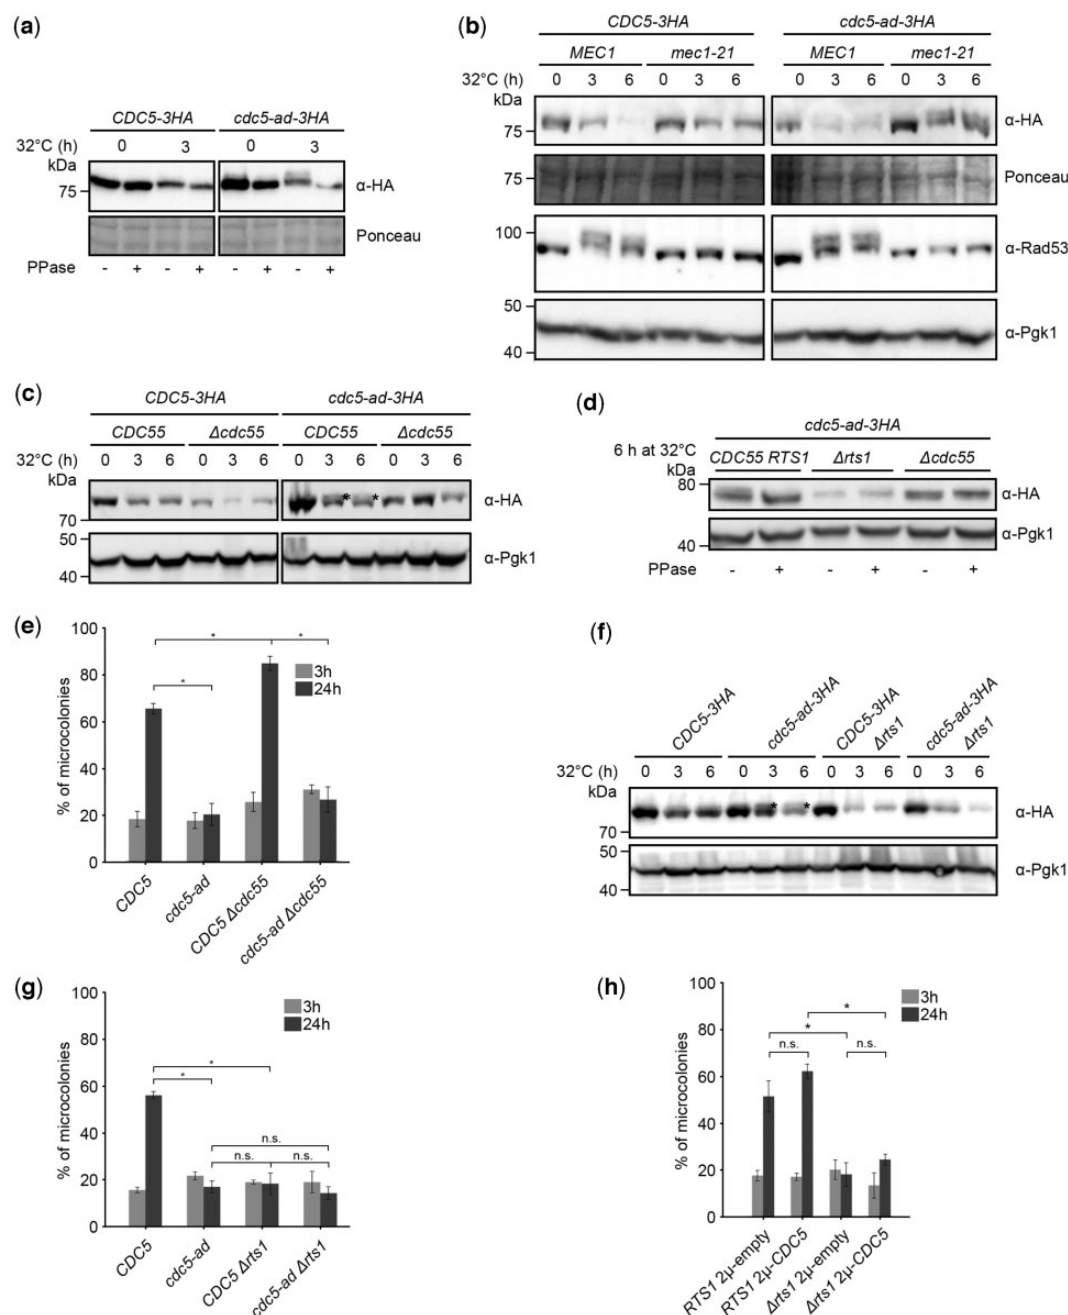 (a)
CDC5-3HA cdc5-ad-3HA
32°C (h) 0 3 0 3
kDa
75
α-HA
Ponceau
PPase - + - + - + - +
(b)
CDC5-3HA cdc5-ad-3HA
MEC1 mec1-21 MEC1 mec1-21
32°C (h) 0 3 6 0 3 6 0 3 6 0 3 6
kDa
75
α-HA
75
Ponceau
100
α-Rad53
50
α-Pgk1
40
(c)
CDC5-3HA cdc5-ad-3HA
CDC55 Δcdc55 CDC55 Δcdc55
32°C (h) 0 3 6 0 3 6 0 3 6 0 3 6
kDa
* *
α-HA
70
50
α-Pgk1
40
(d)
cdc5-ad-3HA
6 h at 32°C
CDC55 RTS1 Δrts1 Δcdc55
kDa
80
α-HA
α-Pgk1
40
PPase - + - + - +
(e)
% of microcolonies
100
80
60
40
20
0
* * *
3h
24h
CDC5
cdc5-ad
CDC5 Δcdc55
cdc5-ad Δcdc55
(f)
CDC5-3HA
cdc5-ad-3HA
CDC5-3HA Δrts1
cdc5-ad-3HA Δrts1
32°C (h) 0 3 6 0 3 6 0 3 6 0 3 6
kDa
* *
α-HA
70
50
α-Pgk1
40
(g)
% of microcolonies
100
80
60
40
20
0
3h
24h
*
*
n.s.
n.s. n.s.
CDC5
cdc5-ad
CDC5 Δrts1
cdc5-ad Δrts1
(h)
% of microcolonies
100
80
60
40
20
0
3h
24h
*
*
n.s. n.s.
RTS1 2μ-empty
RTS1 2μ-CDC5
Δrts1 2μ-empty
Δrts1 2μ-CDC5